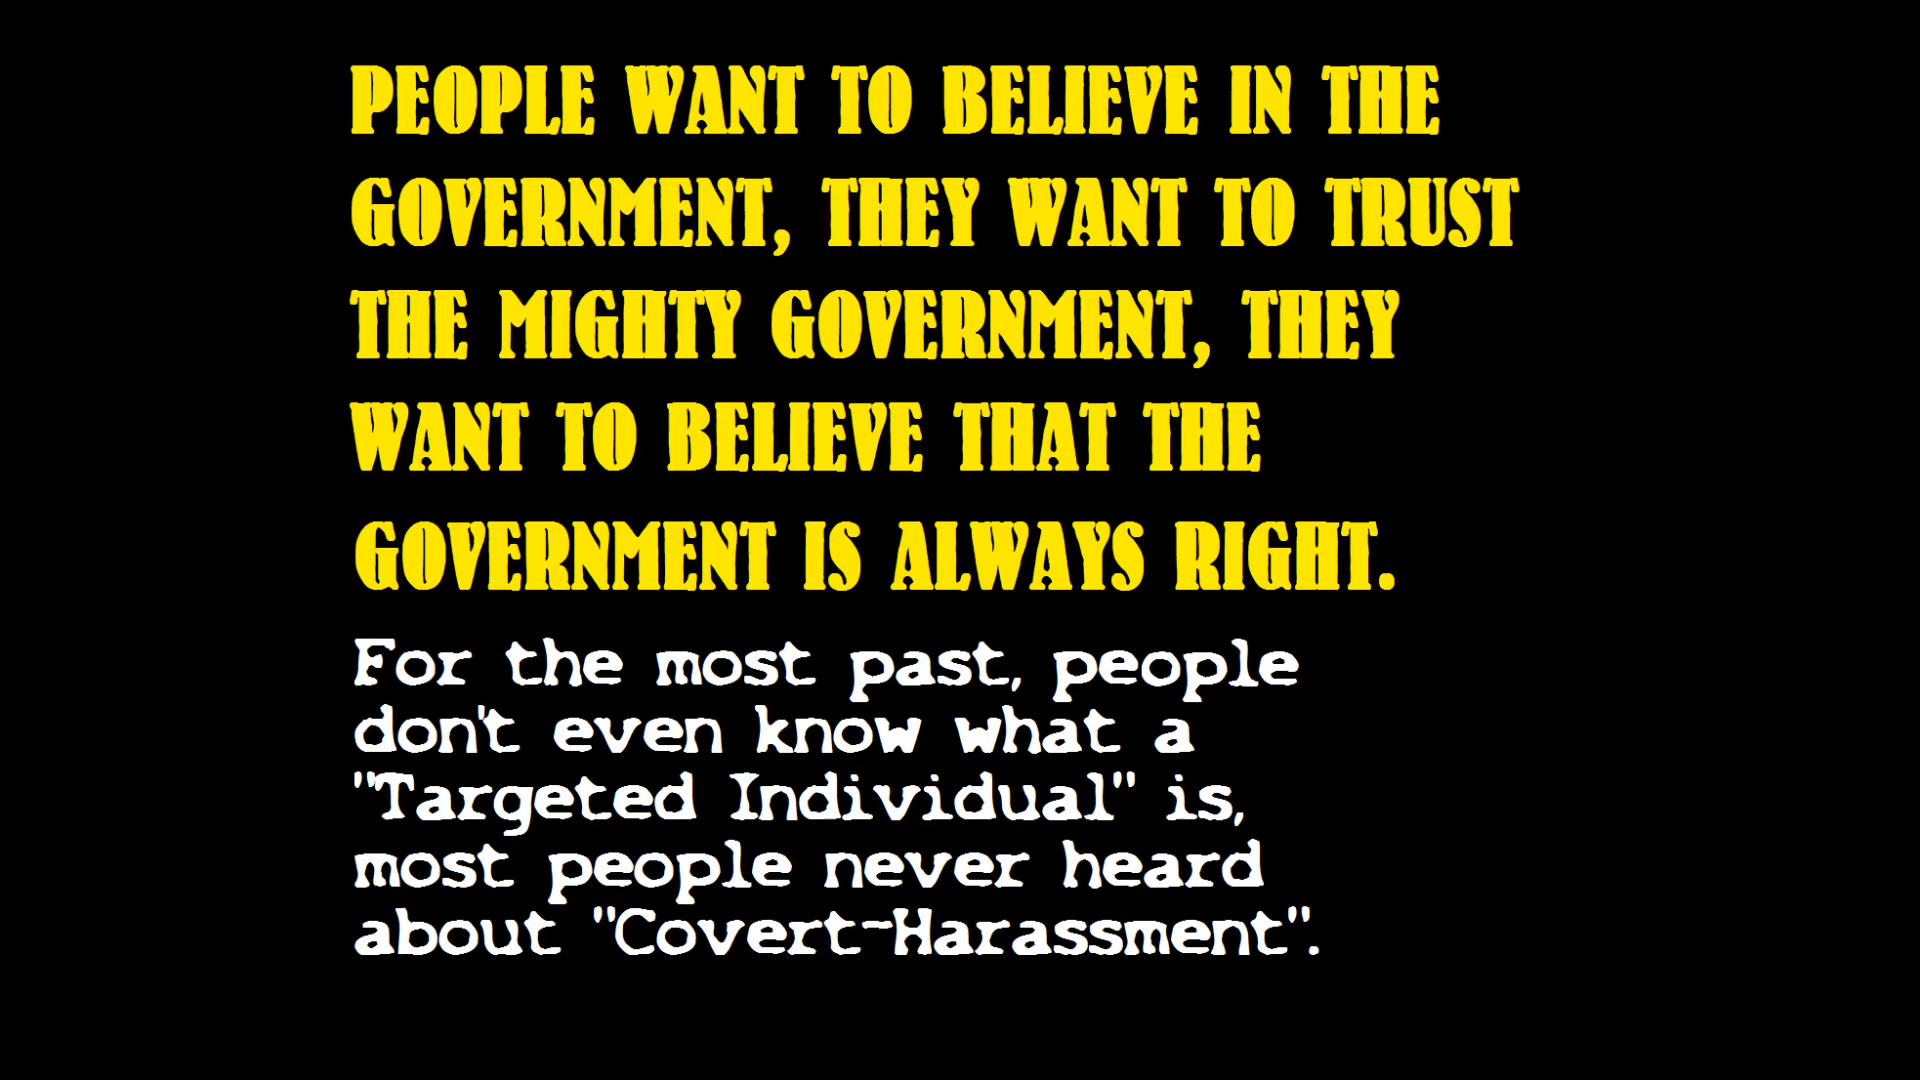 PEOPLE WANT TO BELIEVE IN THE
GOVERNMENT, THEY WANT TO TRUST
THE MIGHTY GOVERNMENT, THEY
WANT TO BELIEVE THAT THE
GOVERNMENT IS ALWAYS RIGHT.
For the most past, people
don't even know what a
"Targeted Individual" is,
most people never heard
about "Covert-Harassment".